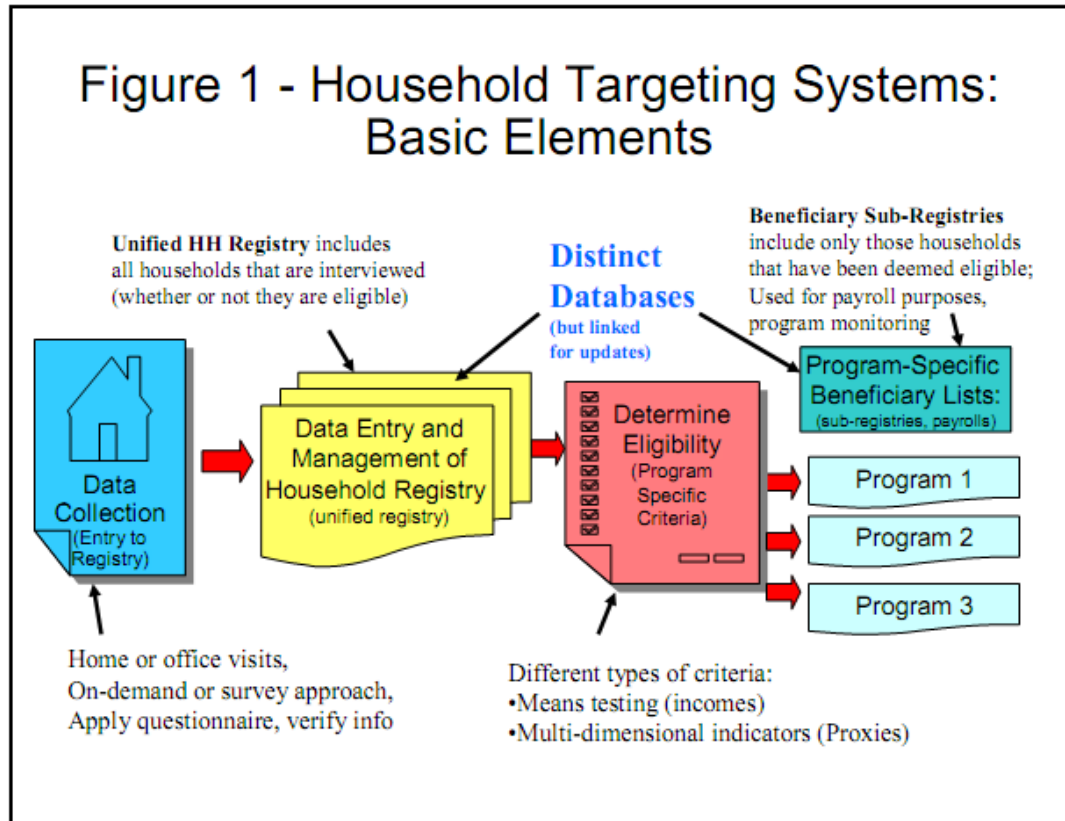 Figure 1 - Household Targeting Systems:
Basic Elements
Unified HH Registry includes
all households that are interviewed
(whether or not they are eligible)
Distinct
Databases
(but linked
for updates)
Beneficiary Sub-Registries
include only those households
that have been deemed eligible;
Used for payroll purposes,
program monitoring
Data
Collection
(Entry to
Registry)
Data Entry and
Management of
Household Registry
(unified registry)
Determine
Eligibility
(Program
Specific
Criteria)
Program-Specific
Beneficiary Lists:
(sub-registries, payrolls)
Program 1
Program 2
Program 3
Home or office visits,
On-demand or survey approach,
Apply questionnaire, verify info
Different types of criteria:
•Means testing (incomes)
•Multi-dimensional indicators (Proxies)